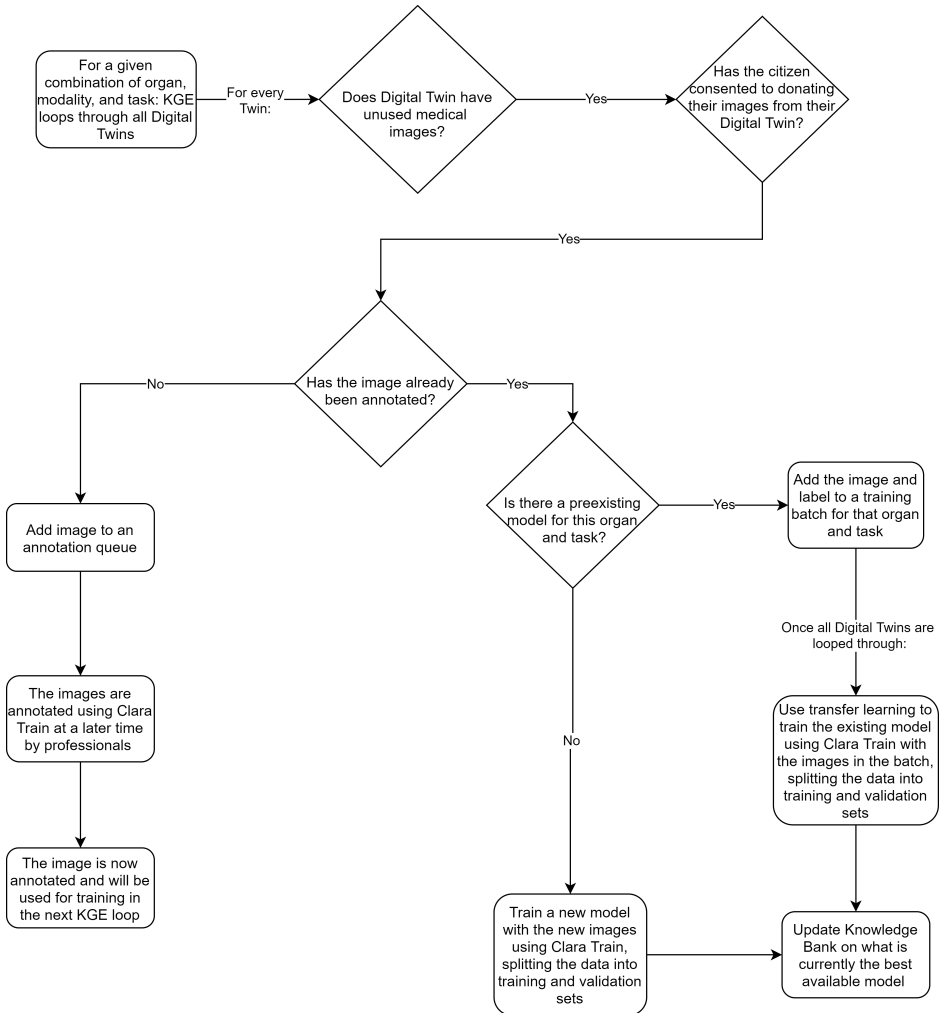 For a given
combination of organ,
modality, and task: KGE
loops through all Digital
Twins
For every
Twin:
Does Digital Twin have
unused medical
images?
Yes
Has the citizen
consented to donating
their images from their
Digital Twin?
Yes
Has the image already
been annotated?
No
Yes
Add image to an
annotation queue
The images are
annotated using Clara
Train at a later time
by professionals
The image is now
annotated and will be
used for training in
the next KGE loop
Is there a preexisting
model for this organ
and task?
Yes
Add the image and
label to a training
batch for that organ
and task
Once all Digital Twins are
looped through:
Use transfer learning to
train the existing model
using Clara Train with
the images in the batch,
splitting the data into
training and validation
sets
No
Train a new model
with the new images
using Clara Train,
splitting the data into
training and validation
sets
Update Knowledge
Bank on what is
currently the best
available model